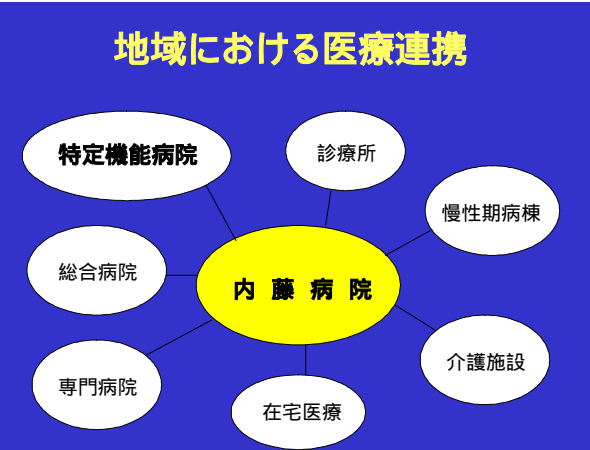 地域における医療連携
特定機能病院
診療所
慢性期病棟
総合病院
内 藤 病 院
介護施設
専門病院
在宅医療